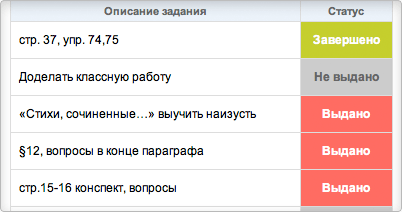 Описание задания Статус
стр. 37, упр. 74,75 Завершено
Доделать классную работу Не выдано
«Стихи, сочиненные...» выучить наизусть Выдано
§12, вопросы в конце параграфа Выдано
стр.15-16 конспект, вопросы Выдано